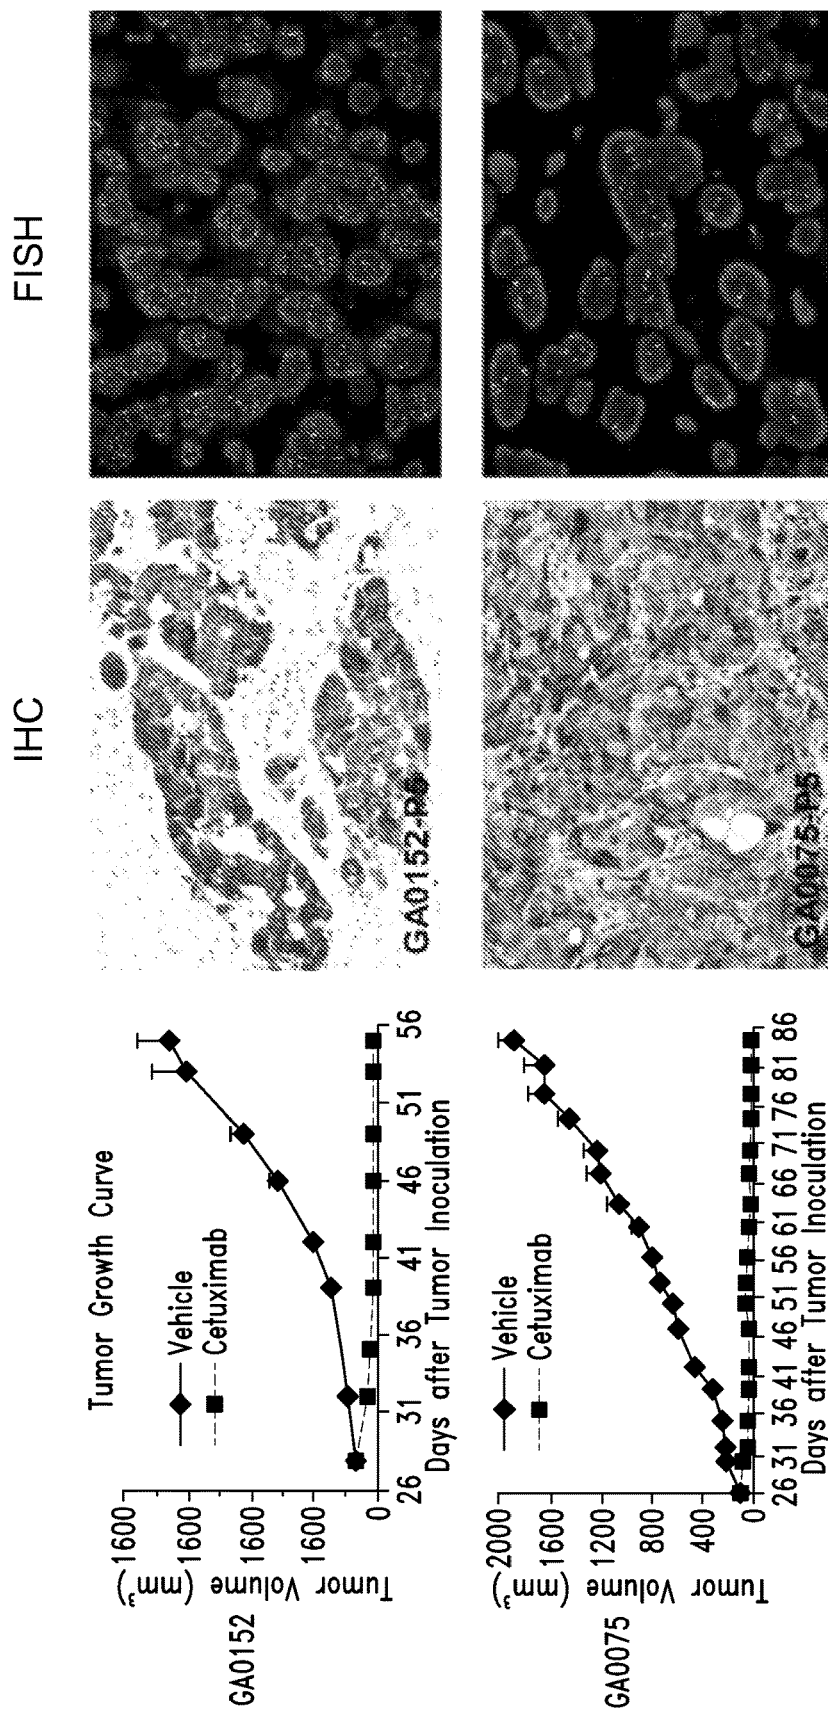 Tumor Growth Curve
IHC
FISH
GA0152
Tumor Volume (mm³)
1600
1600
1600
1600
0
Vehicle
Cetuximab
26 31 36 41 46 51 56
Days after Tumor Inoculation
GA0152-P6
GA0075
Tumor Volume (mm³)
2000
1600
1200
800
400
0
Vehicle
Cetuximab
26 31 36 41 46 51 56 61 66 71 76 81 86
Days after Tumor Inoculation
GA0075-P5